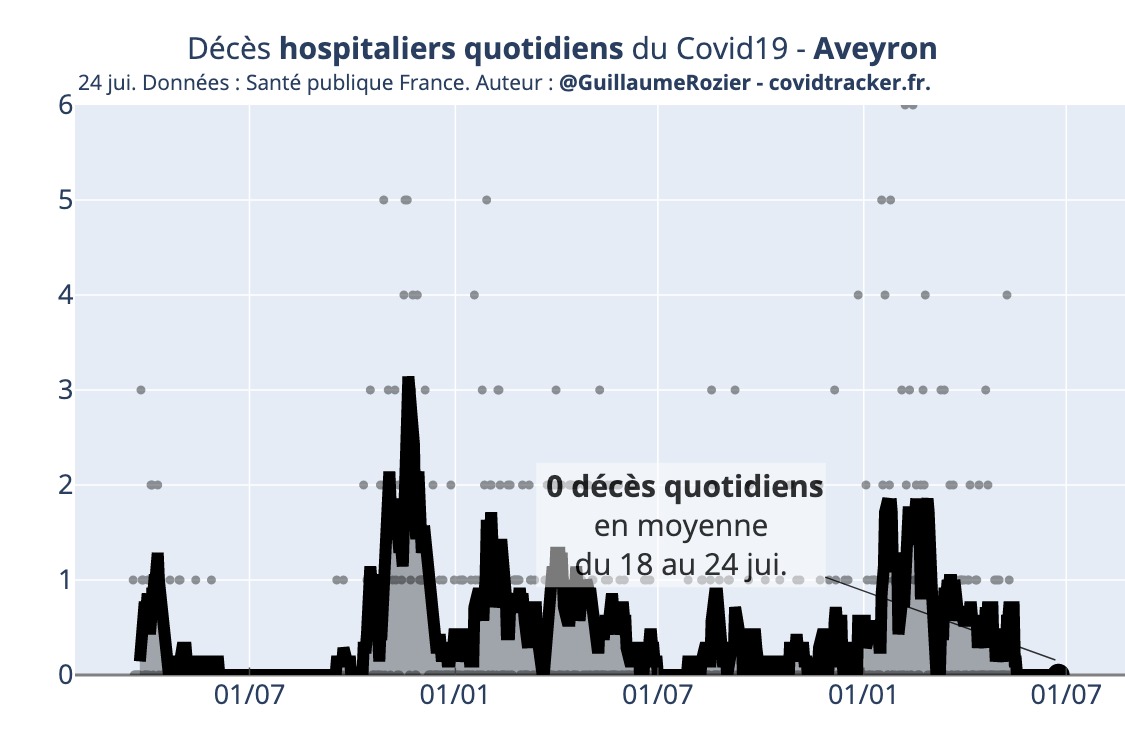 Décès hospitaliers quotidiens du Covid19 - Aveyron
24 jui. Données : Santé publique France. Auteur : @GuillaumeRozier - covidtracker.fr.
6
5
4
3
2
1
0
0 décès quotidiens
en moyenne
du 18 au 24 jui.
01/07 01/01 01/07 01/01 01/07